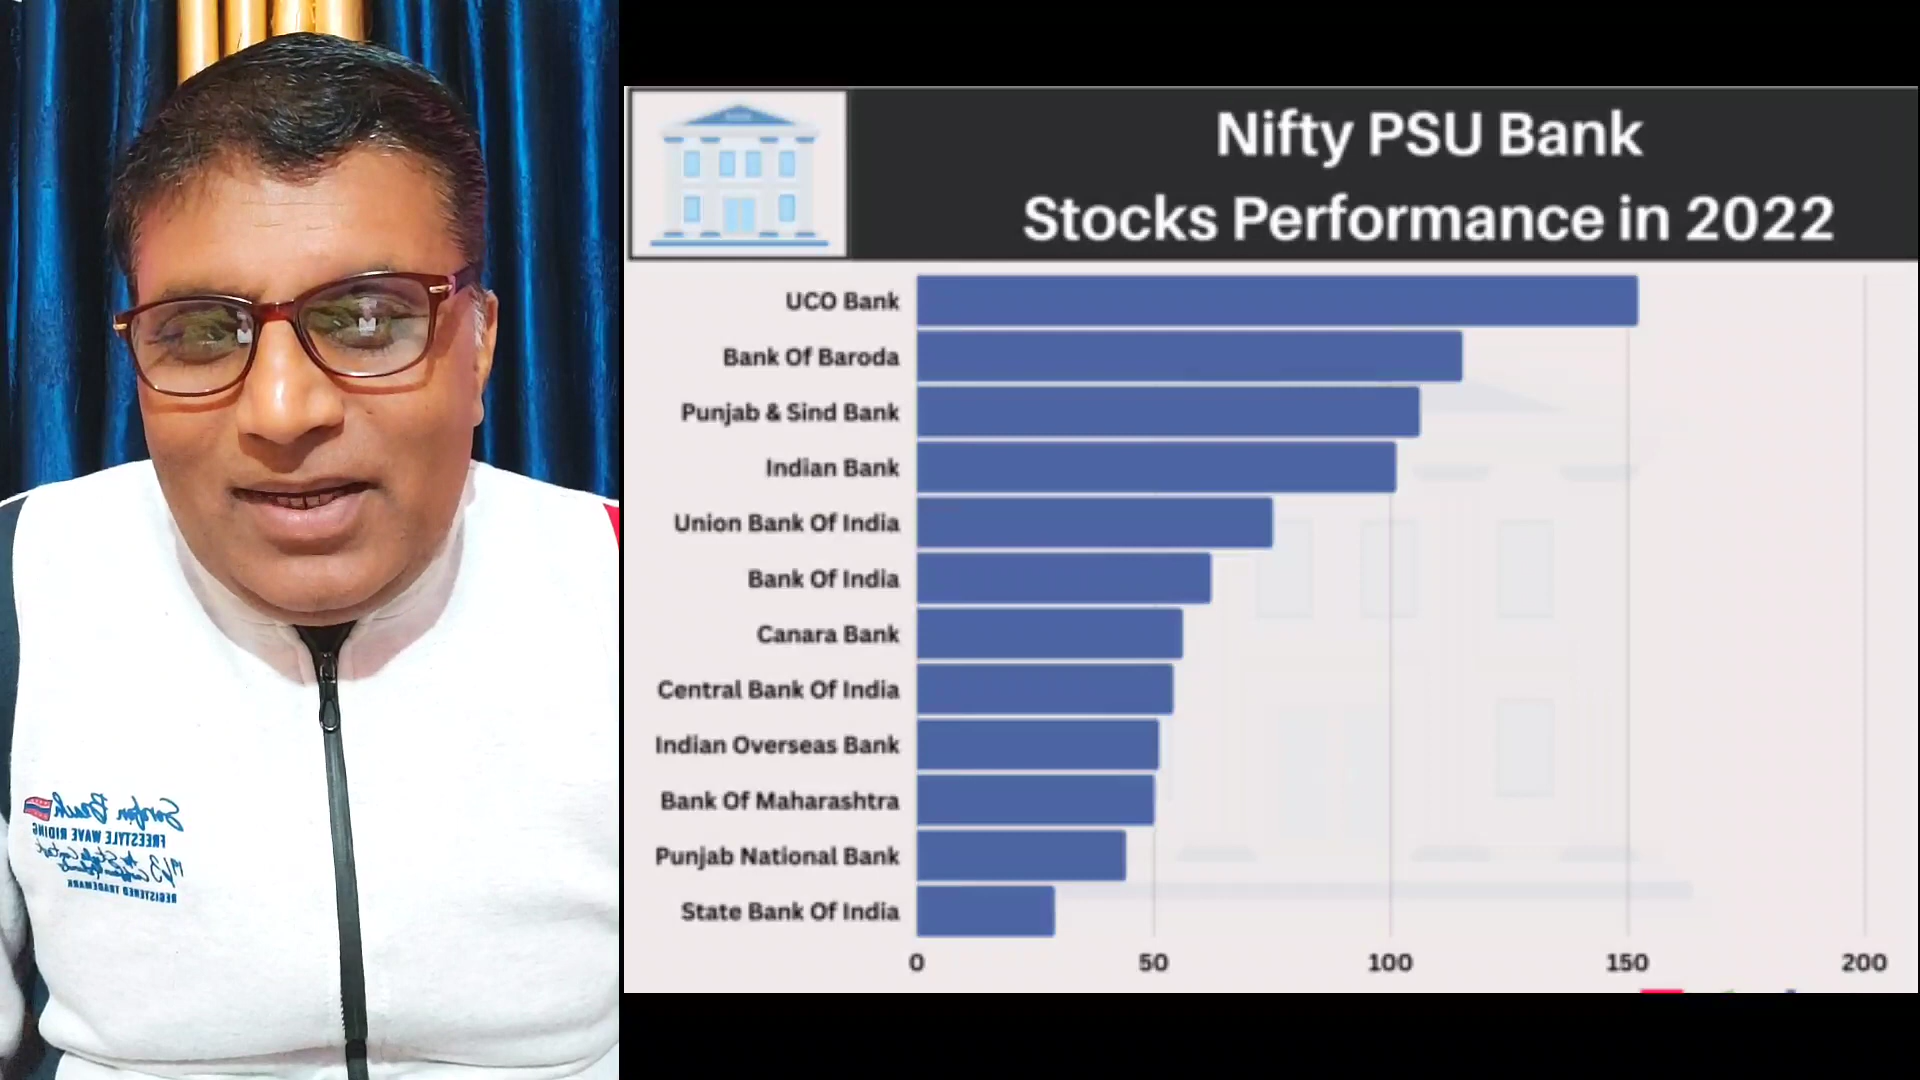 Nifty PSU Bank
Stocks Performance in 2022
UCO Bank
Bank Of Baroda
Punjab & Sind Bank
Indian Bank
Union Bank Of India
Bank Of India
Canara Bank
Central Bank Of India
Indian Overseas Bank
Bank Of Maharashtra
Punjab National Bank
State Bank Of India
0 50 100 150 200
FREESTYLE WAVE RIDING
REGISTERED TRADEMARK